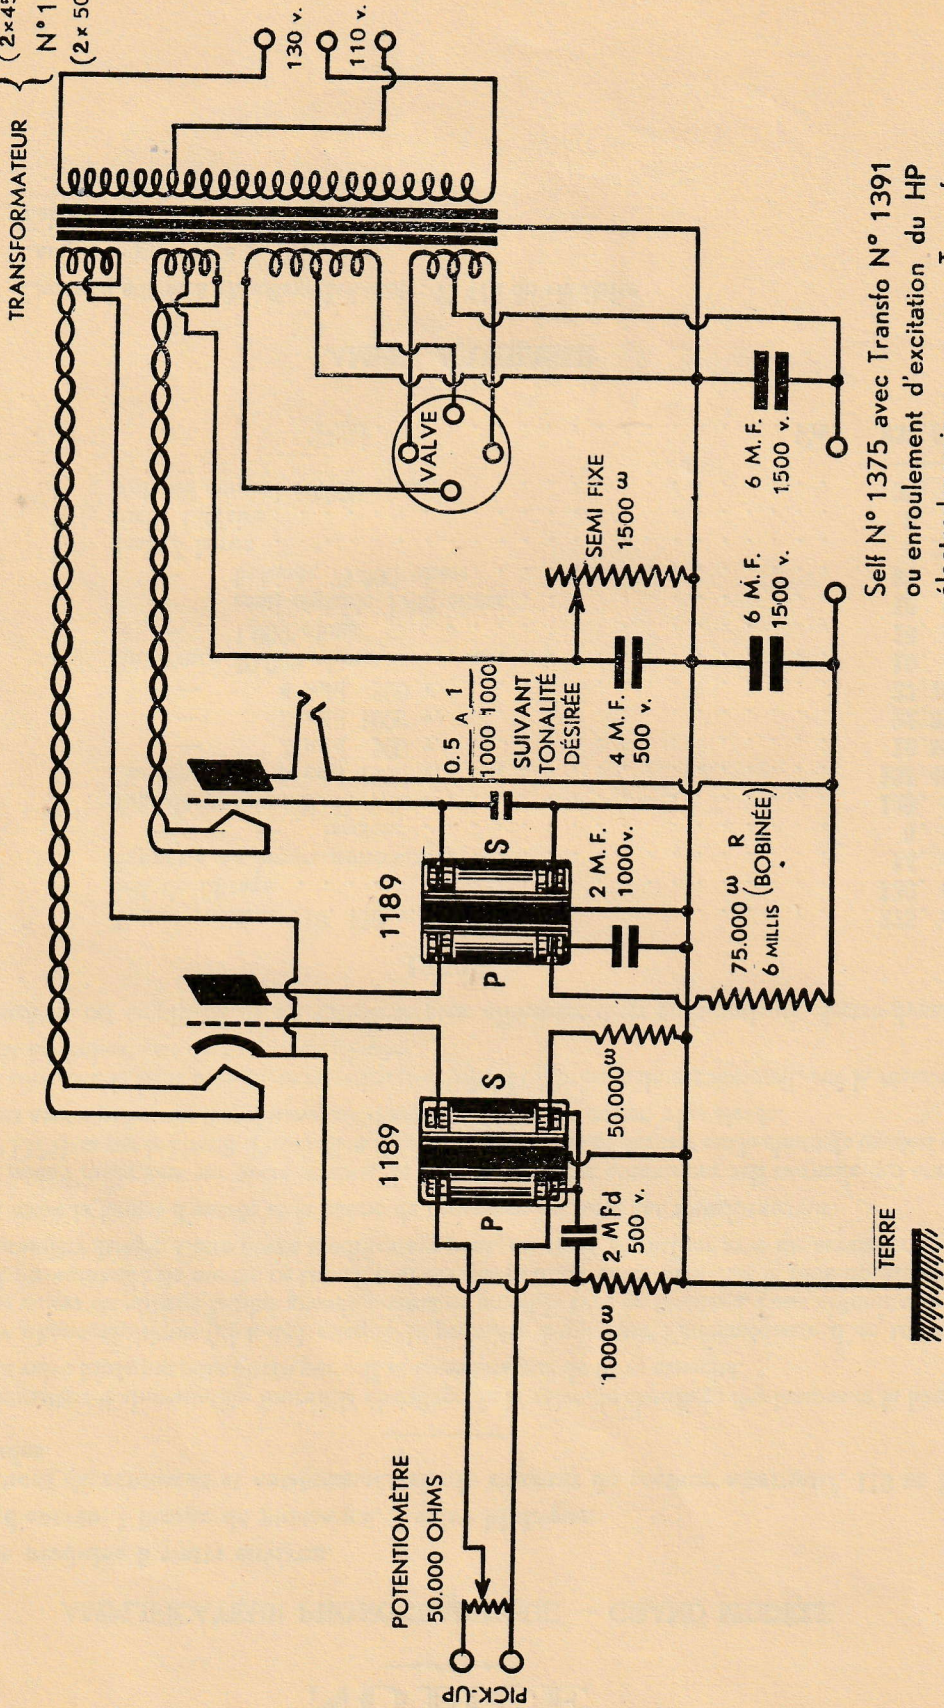 TRANSFORMATEUR
N° 1
130 v.
110 v.
VALVE
SEMI FIXE
1500 ω
6 M.F.
1500 v.
6 M.F.
1500 v.
Self N° 1375 avec Transfo N° 1391
ou enroulement d'excitation du HP
0.5 A 1
1000 1000
SUIVANT
TONALITÉ
DÉSIRÉE
4 M.F.
500 v.
1189
P
S
2 M.F.
1000 v.
75.000 ω R
6 MILLIS (BOBINÉE)
1189
P
S
50.000 ω
2 MFd
500 v.
1000 ω
TERRE
POTENTIOMÈTRE
50.000 OHMS
PICK-UP